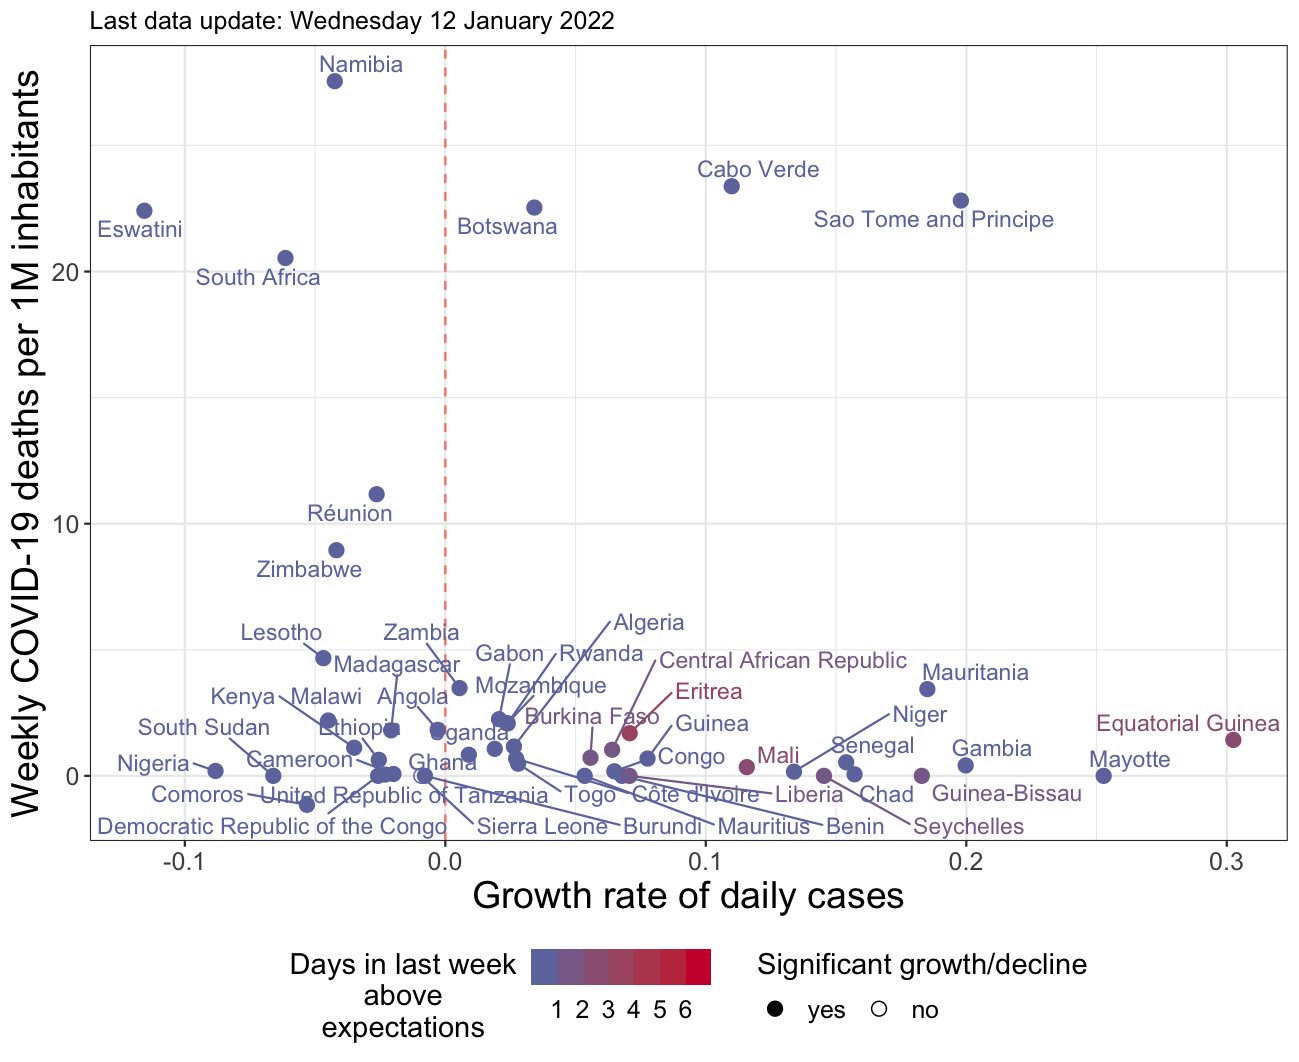 Last data update: Wednesday 12 January 2022
Weekly COVID-19 deaths per 1M inhabitants
Namibia
Cabo Verde
Eswatini
Botswana
Sao Tome and Principe
20
South Africa
10
Réunion
Zimbabwe
Algeria
Lesotho
Zambia
Gabon
Rwanda
Madagascar
Central African Republic
Mauritania
Kenya
Malawi
Angola
Mozambique
Eritrea
Niger
South Sudan
Ethiopia
Uganda
Burkina Faso
Guinea
Equatorial Guinea
Nigeria
Cameroon
Ghana
Congo
Mali
Senegal
Gambia
Mayotte
0
Comoros
United Republic of Tanzania
Togo
Côte d'Ivoire
Liberia
Chad
Guinea-Bissau
Democratic Republic of the Congo
Sierra Leone
Burundi
Mauritius
Benin
Seychelles
-0.1
0.0
0.1
0.2
0.3
Growth rate of daily cases
Days in last week
above
expectations
1 2 3 4 5 6
Significant growth/decline
yes
no